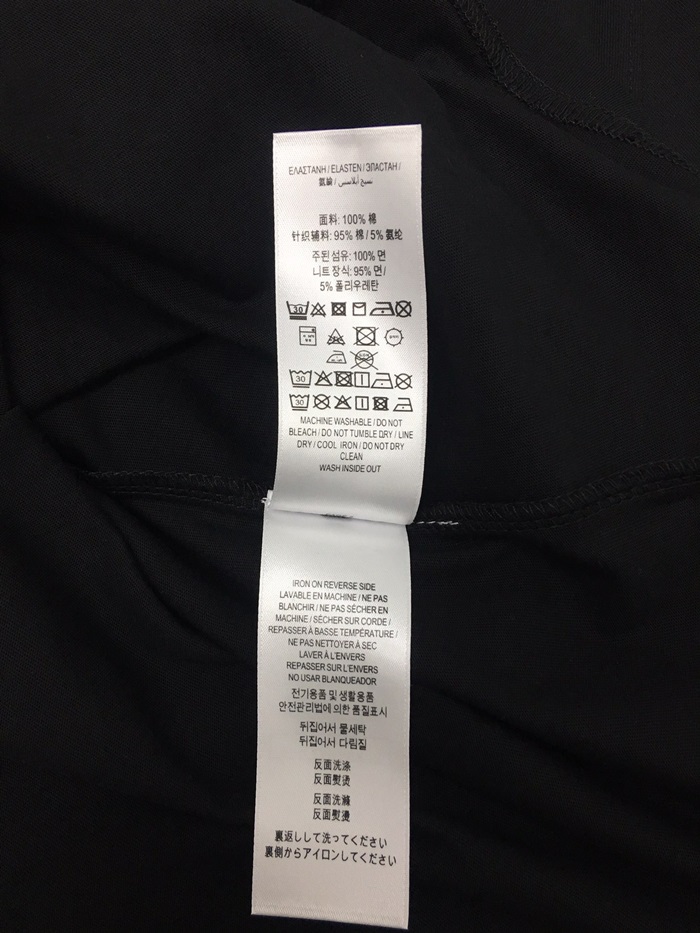 ΕΛΑΣΤΑΝΗ / ELASTEN / ЭПАСТАН /
氨綸 / نسيج أيلاسس
面料: 100% 棉
针织辅料: 95% 棉 / 5% 氨纶
주된 섬유: 100% 면
니트 장식: 95% 면 /
5% 폴리우레탄
30
30
30
MACHINE WASHABLE / DO NOT
BLEACH / DO NOT TUMBLE DRY / LINE
DRY / COOL IRON / DO NOT DRY
CLEAN
WASH INSIDE OUT
IRON ON REVERSE SIDE
LAVABLE EN MACHINE / NE PAS
BLANCHIR / NE PAS SÉCHER EN
MACHINE / SÉCHER SUR CORDE /
REPASSER À BASSE TEMPÉRATURE /
NE PAS NETTOYER À SEC
LAVER À L'ENVERS
REPASSER SUR L'ENVERS
NO USAR BLANQUEADOR
전기용품 및 생활용품
안전관리법에 의한 품질표시
뒤집어서 물세탁
뒤집어서 다림질
反面洗涤
反面熨烫
反面洗滌
反面熨燙
裏返しして洗ってください
裏側からアイロンしてください